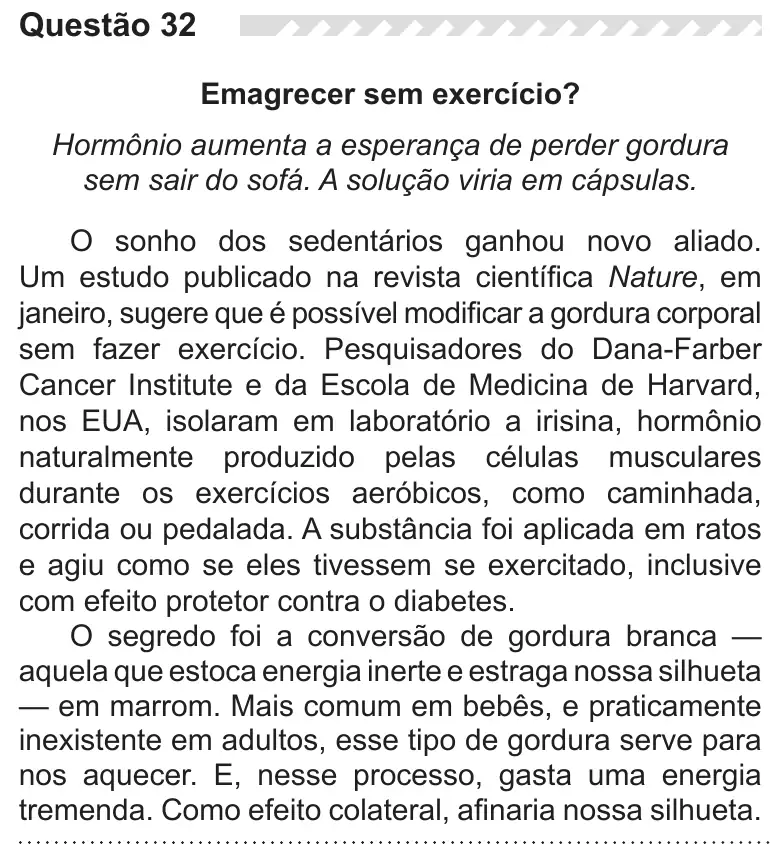 Questão 32
Emagrecer sem exercício?
Hormônio aumenta a esperança de perder gordura
sem sair do sofá. A solução viria em cápsulas.
O sonho dos sedentários ganhou novo aliado.
Um estudo publicado na revista científica Nature, em
janeiro, sugere que é possível modificar a gordura corporal
sem fazer exercício. Pesquisadores do Dana-Farber
Cancer Institute e da Escola de Medicina de Harvard,
nos EUA, isolaram em laboratório a irisina, hormônio
naturalmente produzido pelas células musculares
durante os exercícios aeróbicos, como caminhada,
corrida ou pedalada. A substância foi aplicada em ratos
e agiu como se eles tivessem se exercitado, inclusive
com efeito protetor contra o diabetes.
O segredo foi a conversão de gordura branca —
aquela que estoca energia inerte e estraga nossa silhueta
— em marrom. Mais comum em bebês, e praticamente
inexistente em adultos, esse tipo de gordura serve para
nos aquecer. E, nesse processo, gasta uma energia
tremenda. Como efeito colateral, afinaria nossa silhueta.